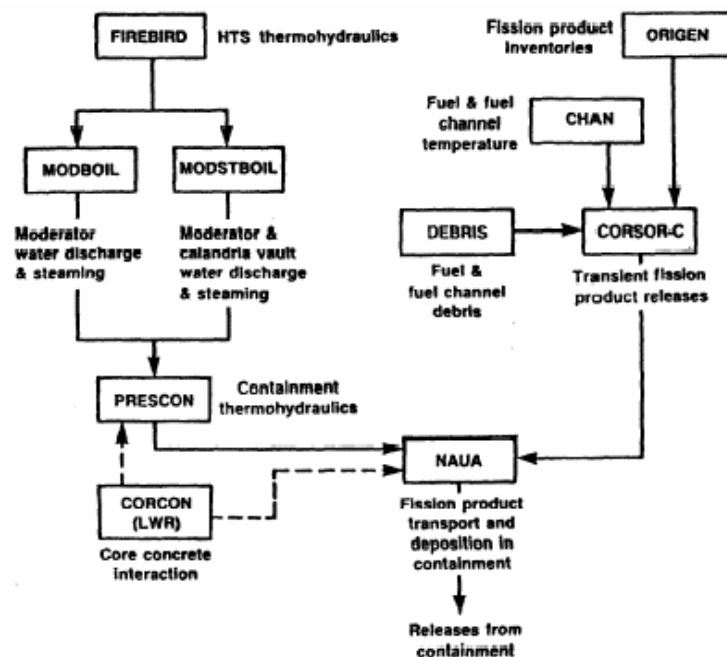 FIREBIRD
HTS thermohydraulics
Fission product
inventories
ORIGEN
Fuel & fuel
channel
temperature
CHAN
MODBOIL
MODSTBOIL
Moderator
water discharge
& steaming
Moderator &
calandria vault
water discharge
& steaming
DEBRIS
CORSOR-C
Fuel &
fuel channel
debris
Transient fission
product releases
PRESCON
Containment
thermohydraulics
NAUA
CORCON
(LWR)
Core concrete
interaction
Fission product
transport and
deposition in
containment
Releases from
containment